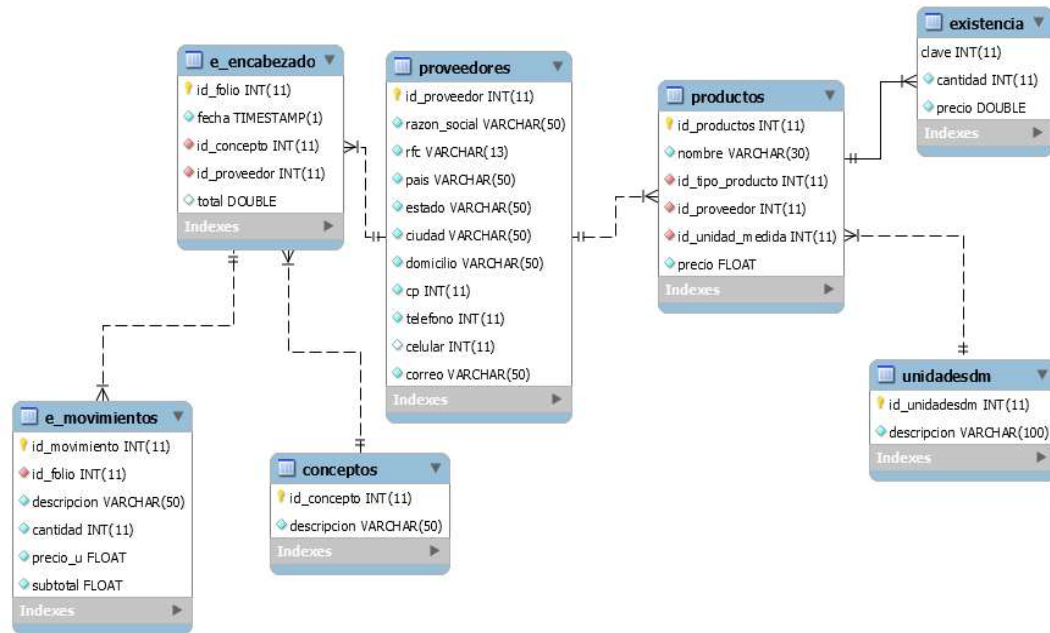 e_encabezado
id_folio INT(11)
fecha TIMESTAMP(1)
id_concepto INT(11)
id_proveedor INT(11)
total DOUBLE
Indexes
proveedores
id_proveedor INT(11)
razon_social VARCHAR(50)
rfc VARCHAR(13)
pais VARCHAR(50)
estado VARCHAR(50)
ciudad VARCHAR(50)
domicilio VARCHAR(50)
cp INT(11)
telefono INT(11)
celular INT(11)
correo VARCHAR(50)
Indexes
productos
id_productos INT(11)
nombre VARCHAR(30)
id_tipo_producto INT(11)
id_proveedor INT(11)
id_unidad_medida INT(11)
precio FLOAT
Indexes
existencia
clave INT(11)
cantidad INT(11)
precio DOUBLE
Indexes
e_movimientos
id_movimiento INT(11)
id_folio INT(11)
descripcion VARCHAR(50)
cantidad INT(11)
precio_u FLOAT
subtotal FLOAT
Indexes
conceptos
id_concepto INT(11)
descripcion VARCHAR(50)
Indexes
unidadesdm
id_unidadesdm INT(11)
descripcion VARCHAR(100)
Indexes